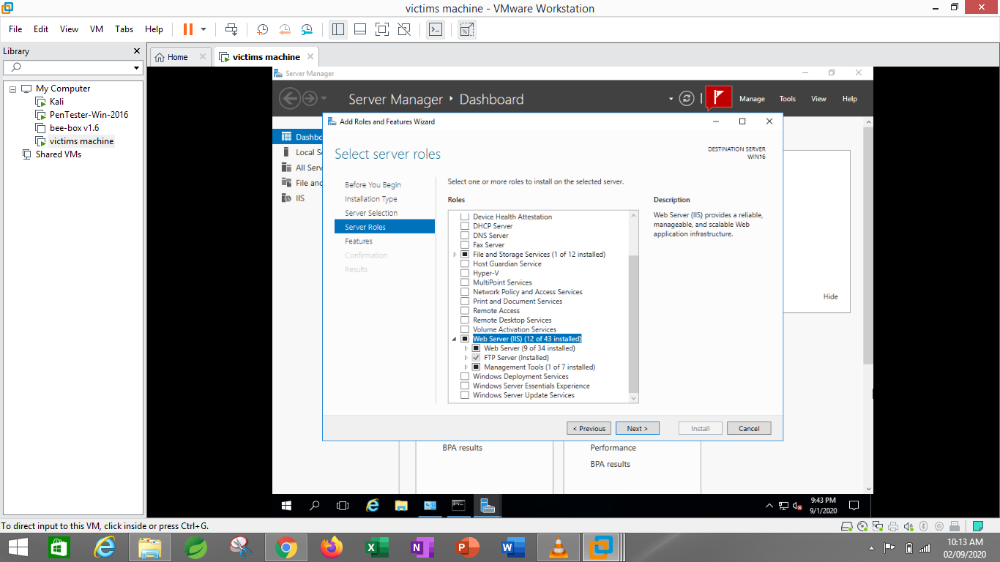 victims machine - VMware Workstation
File Edit View VM Tabs Help
Library
Home
victims machine
My Computer
Kali
PenTester-Win-2016
bee-box v1.6
victims machine
Shared VMs
Server Manager
Server Manager Dashboard
Manage Tools View Help
Dashbo
Local Se
All Serv
File and
IIS
Add Roles and Features Wizard
Select server roles
DESTINATION SERVER
WIN16
Before You Begin
Installation Type
Server Selection
Server Roles
Features
Confirmation
Results
Select one or more roles to install on the selected server.
Roles
Device Health Attestation
DHCP Server
DNS Server
Fax Server
File and Storage Services (1 of 12 installed)
Host Guardian Service
Hyper-V
MultiPoint Services
Network Policy and Access Services
Print and Document Services
Remote Access
Remote Desktop Services
Volume Activation Services
Web Server (IIS) (12 of 43 installed)
Web Server (9 of 34 installed)
FTP Server (Installed)
Management Tools (1 of 7 installed)
Windows Deployment Services
Windows Server Essentials Experience
Windows Server Update Services
Description
Web Server (IIS) provides a reliable,
manageable, and scalable Web
application infrastructure.
< Previous Next > Install Cancel
Hide
BPA results
Performance
BPA results
9:43 PM
9/1/2020
To direct input to this VM, click inside or press Ctrl+G.
10:13 AM
02/09/2020